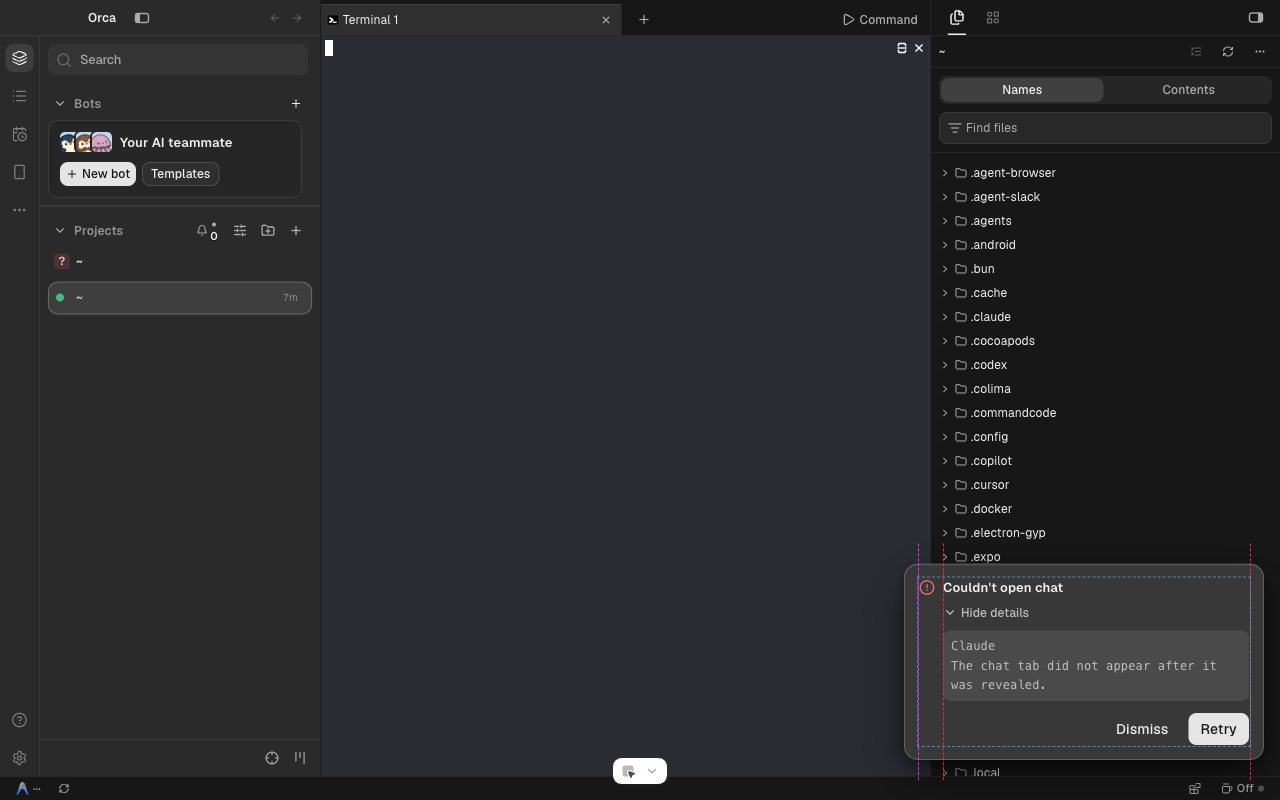 Orca
Terminal 1
Command
Search
Bots
Your AI teammate
New bot
Templates
Projects
0
?
~
~
7m
~
Names
Contents
Find files
.agent-browser
.agent-slack
.agents
.android
.bun
.cache
.claude
.cocoapods
.codex
.colima
.commandcode
.config
.copilot
.cursor
.docker
.electron-gyp
.expo
.local
Couldn't open chat
Hide details
Claude
The chat tab did not appear after it
was revealed.
Dismiss
Retry
Off